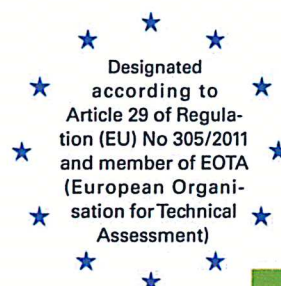 Designated
according to
Article 29 of Regula-
tion (EU) No 305/2011
and member of EOTA
(European Organi-
sation for Technical
Assessment)